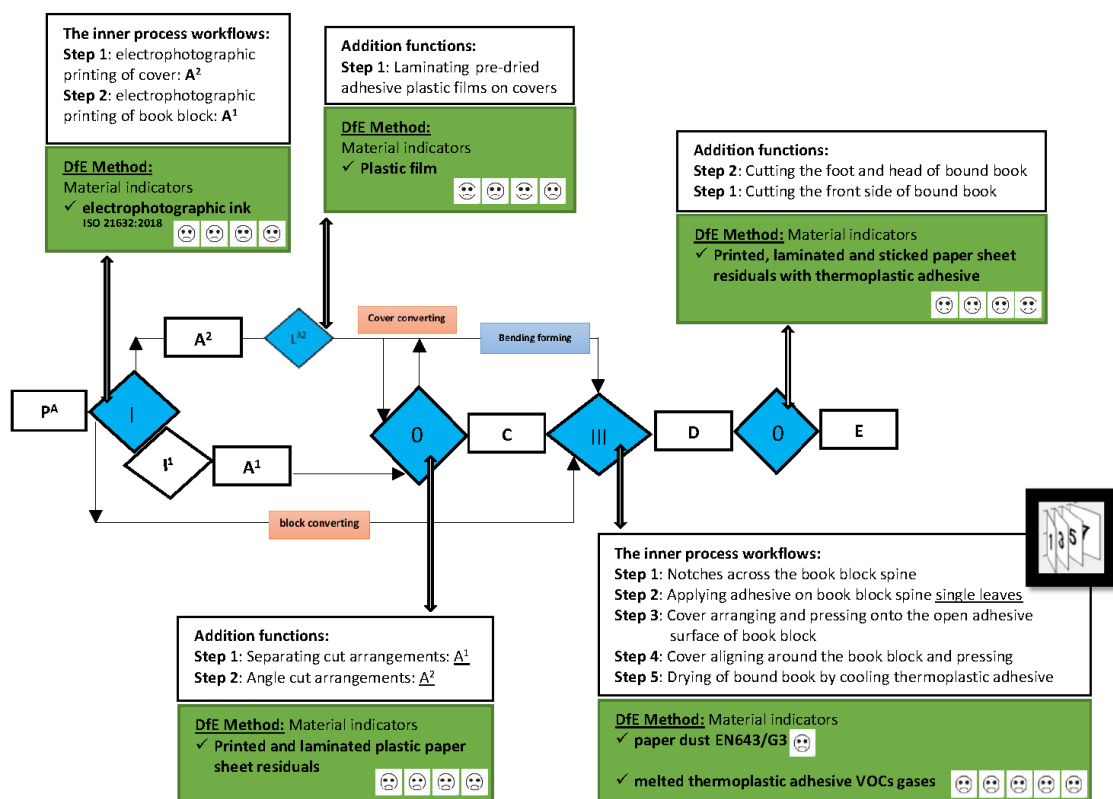 The inner process workflows:
Step 1: electrophotographic
printing of cover: A²
Step 2: electrophotographic
printing of book block: A¹
DfE Method:
Material indicators
✓ electrophotographic ink
ISO 21632:2018
Addition functions:
Step 1: Laminating pre-dried
adhesive plastic films on covers
DfE Method:
Material indicators
✓ Plastic film
Addition functions:
Step 2: Cutting the foot and head of bound book
Step 1: Cutting the front side of bound book
DfE Method: Material indicators
✓ Printed, laminated and sticked paper sheet
residuals with thermoplastic adhesive
Cover converting
Bending forming
A²
L^A2
P^A
I
I¹
A¹
0
C
III
D
0
E
block converting
1 3 5 7
The inner process workflows:
Step 1: Notches across the book block spine
Step 2: Applying adhesive on book block spine single leaves
Step 3: Cover arranging and pressing onto the open adhesive
surface of book block
Step 4: Cover aligning around the book block and pressing
Step 5: Drying of bound book by cooling thermoplastic adhesive
DfE Method: Material indicators
✓ paper dust EN643/G3
✓ melted thermoplastic adhesive VOCs gases
Addition functions:
Step 1: Separating cut arrangements: A¹
Step 2: Angle cut arrangements: A²
DfE Method: Material indicators
✓ Printed and laminated plastic paper
sheet residuals